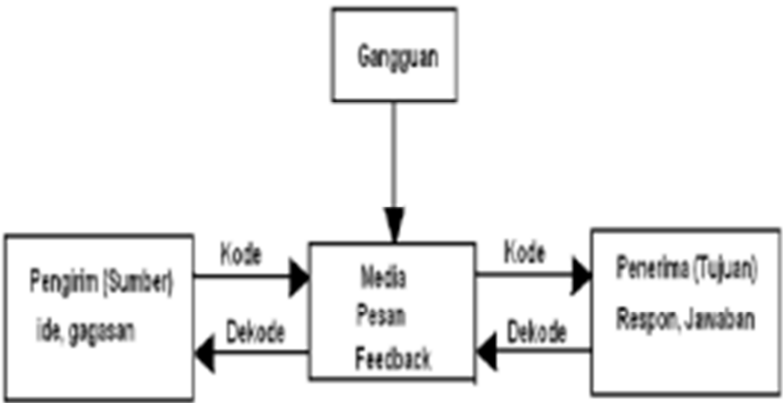 Gangguan
Pengirim (Sumber)
ide, gagasan
Kode
Dekode
Media
Pesan
Feedback
Kode
Dekode
Penerima (Tujuan)
Respon, Jawaban